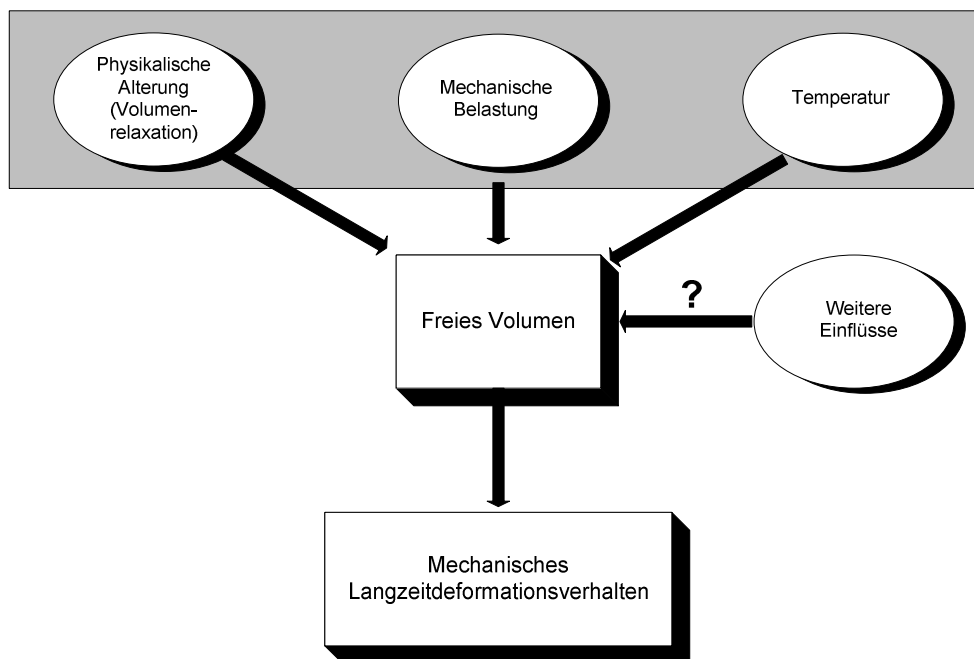 Physikalische
Alterung
(Volumen-
relaxation)
Mechanische
Belastung
Temperatur
Freies Volumen
?
Weitere
Einflüsse
Mechanisches
Langzeitdeformationsverhalten